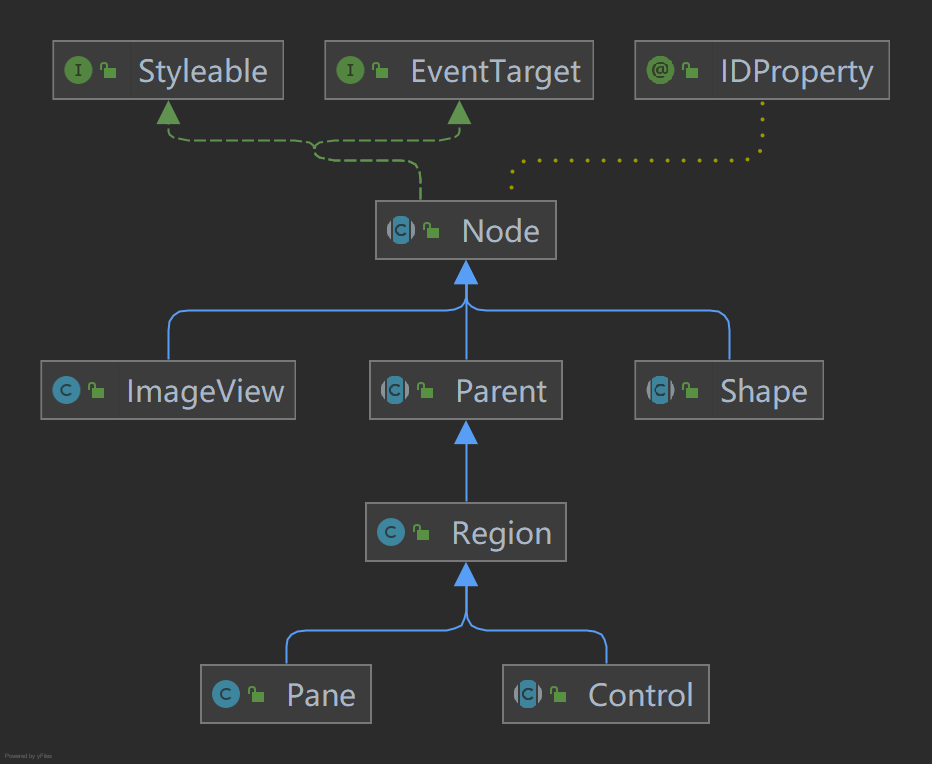 I Styleable
I EventTarget
@ IDProperty
C Node
C ImageView
C Parent
C Shape
C Region
C Pane
C Control
Powered by yFiles